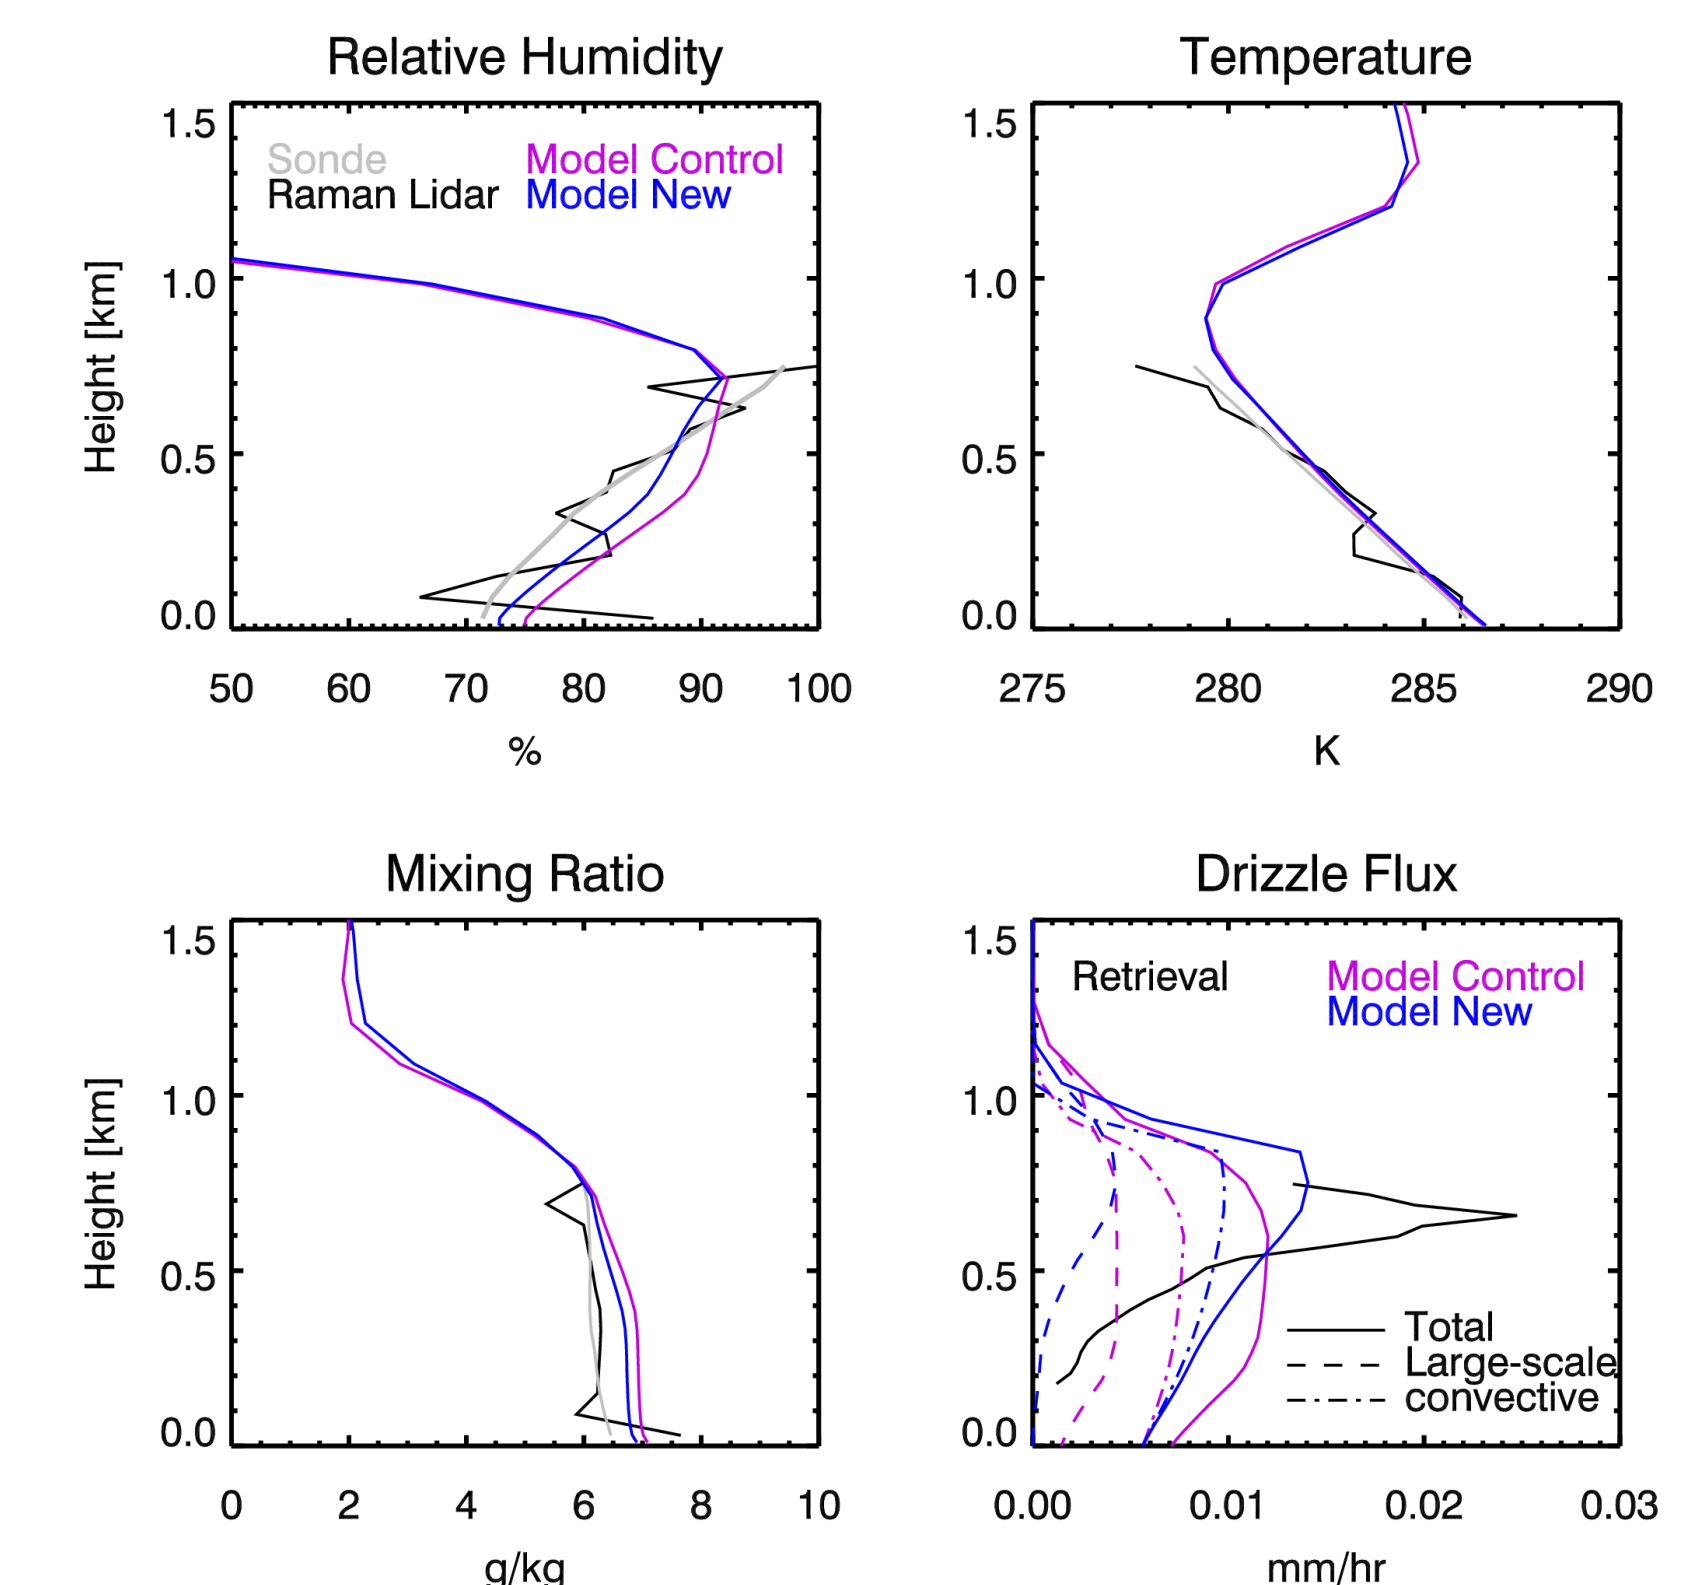 Relative Humidity
1.5
1.0
0.5
0.0
Height [km]
Sonde
Raman Lidar
Model Control
Model New
50 60 70 80 90 100
%
Temperature
1.5
1.0
0.5
0.0
275 280 285 290
K
Mixing Ratio
1.5
1.0
0.5
0.0
Height [km]
0 2 4 6 8 10
g/kg
Drizzle Flux
1.5
1.0
0.5
0.0
Retrieval
Model Control
Model New
Total
Large-scale
convective
0.00 0.01 0.02 0.03
mm/hr